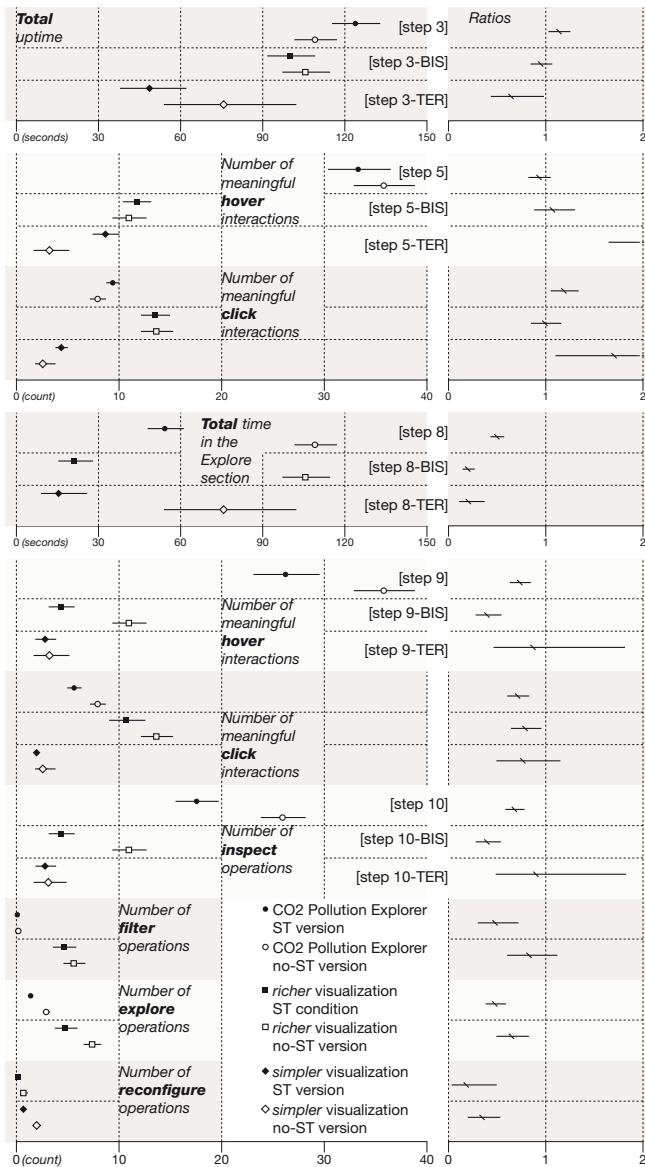 Total
uptime
[step 3]
Ratios
[step 3-BIS]
[step 3-TER]
0 (seconds) 30 60 90 120 150
0 1 2
Number of
meaningful
hover
interactions
[step 5]
[step 5-BIS]
[step 5-TER]
Number of
meaningful
click
interactions
0 (count) 10 20 30 40
0 1 2
Total time
in the
Explore
section
[step 8]
[step 8-BIS]
[step 8-TER]
0 (seconds) 30 60 90 120 150
0 1 2
Number of
meaningful
hover
interactions
[step 9]
[step 9-BIS]
[step 9-TER]
Number of
meaningful
click
interactions
Number of
inspect
operations
[step 10]
[step 10-BIS]
[step 10-TER]
Number of
filter
operations
Number of
explore
operations
Number of
reconfigure
operations
CO2 Pollution Explorer
ST version
CO2 Pollution Explorer
no-ST version
richer visualization
ST condition
richer visualization
no-ST version
simpler visualization
ST version
simpler visualization
no-ST version
0 (count) 10 20 30 40
0 1 2